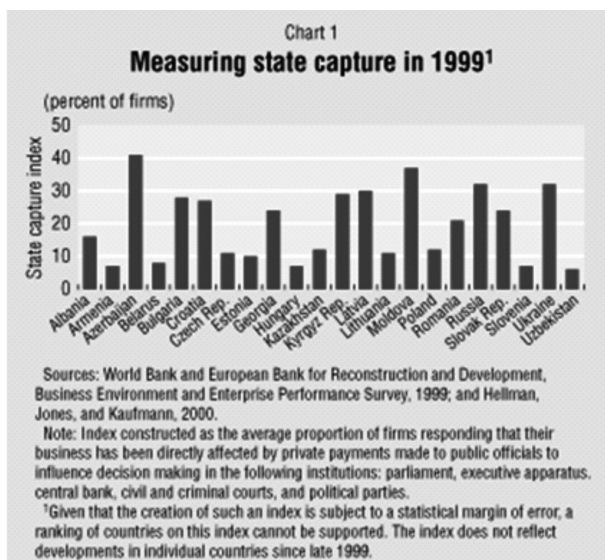 Chart 1
Measuring state capture in 1999¹
(percent of firms)
State capture index
50
40
30
20
10
0
Albania
Armenia
Azerbaijan
Belarus
Bulgaria
Croatia
Czech Rep.
Estonia
Georgia
Hungary
Kazakhstan
Kyrgyz Rep.
Latvia
Lithuania
Moldova
Poland
Romania
Russia
Slovak Rep.
Slovenia
Ukraine
Uzbekistan
Sources: World Bank and European Bank for Reconstruction and Development,
Business Environment and Enterprise Performance Survey, 1999; and Hellman,
Jones, and Kaufmann, 2000.
Note: Index constructed as the average proportion of firms responding that their
business has been directly affected by private payments made to public officials to
influence decision making in the following institutions: parliament, executive apparatus.
central bank, civil and criminal courts, and political parties.
¹Given that the creation of such an index is subject to a statistical margin of error, a
ranking of countries on this index cannot be supported. The index does not reflect
developments in individual countries since late 1999.